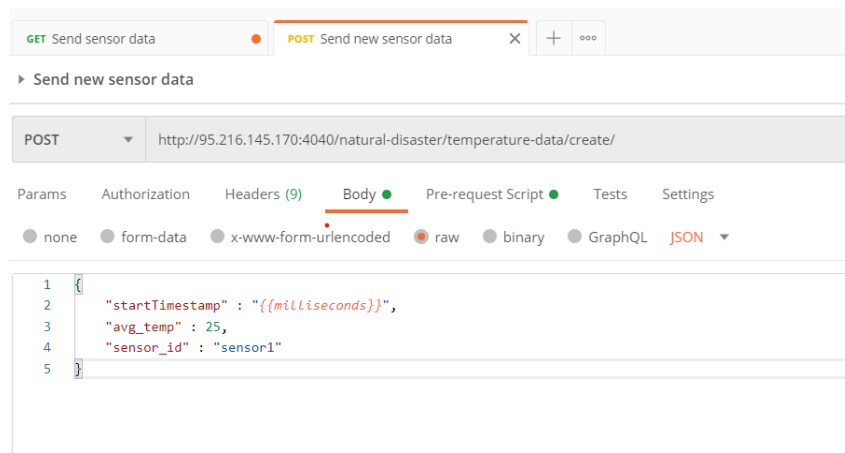 GET Send sensor data POST Send new sensor data
Send new sensor data
POST http://95.216.145.170:4040/natural-disaster/temperature-data/create/
Params Authorization Headers (9) Body Pre-request Script Tests Settings
none form-data x-www-form-urlencoded raw binary GraphQL JSON
1 {
2 "startTimestamp" : "{{milliseconds}}",
3 "avg_temp" : 25,
4 "sensor_id" : "sensor1"
5 }